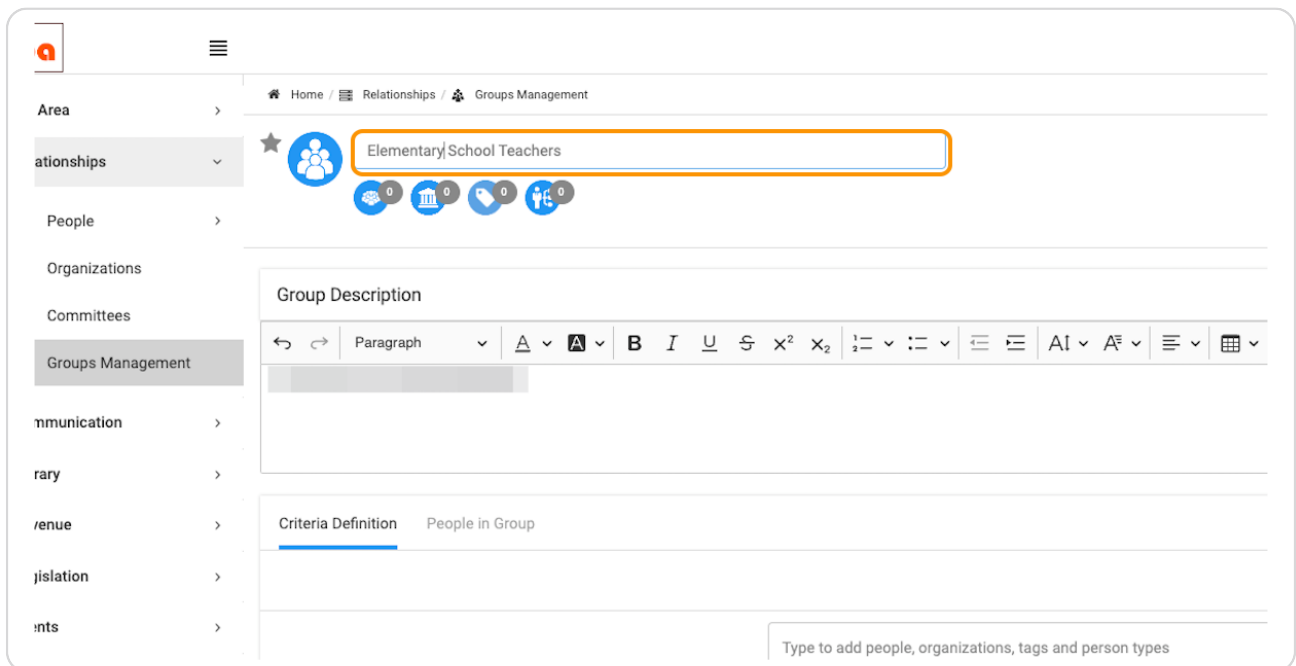 a
Area
ationships
People
Organizations
Committees
Groups Management
mmunication
rary
venue
gislation
ents
Home / Relationships / Groups Management
Elementary School Teachers
0 0 0 0
Group Description
Paragraph A A B I U S X² X₂
Criteria Definition People in Group
Type to add people, organizations, tags and person types